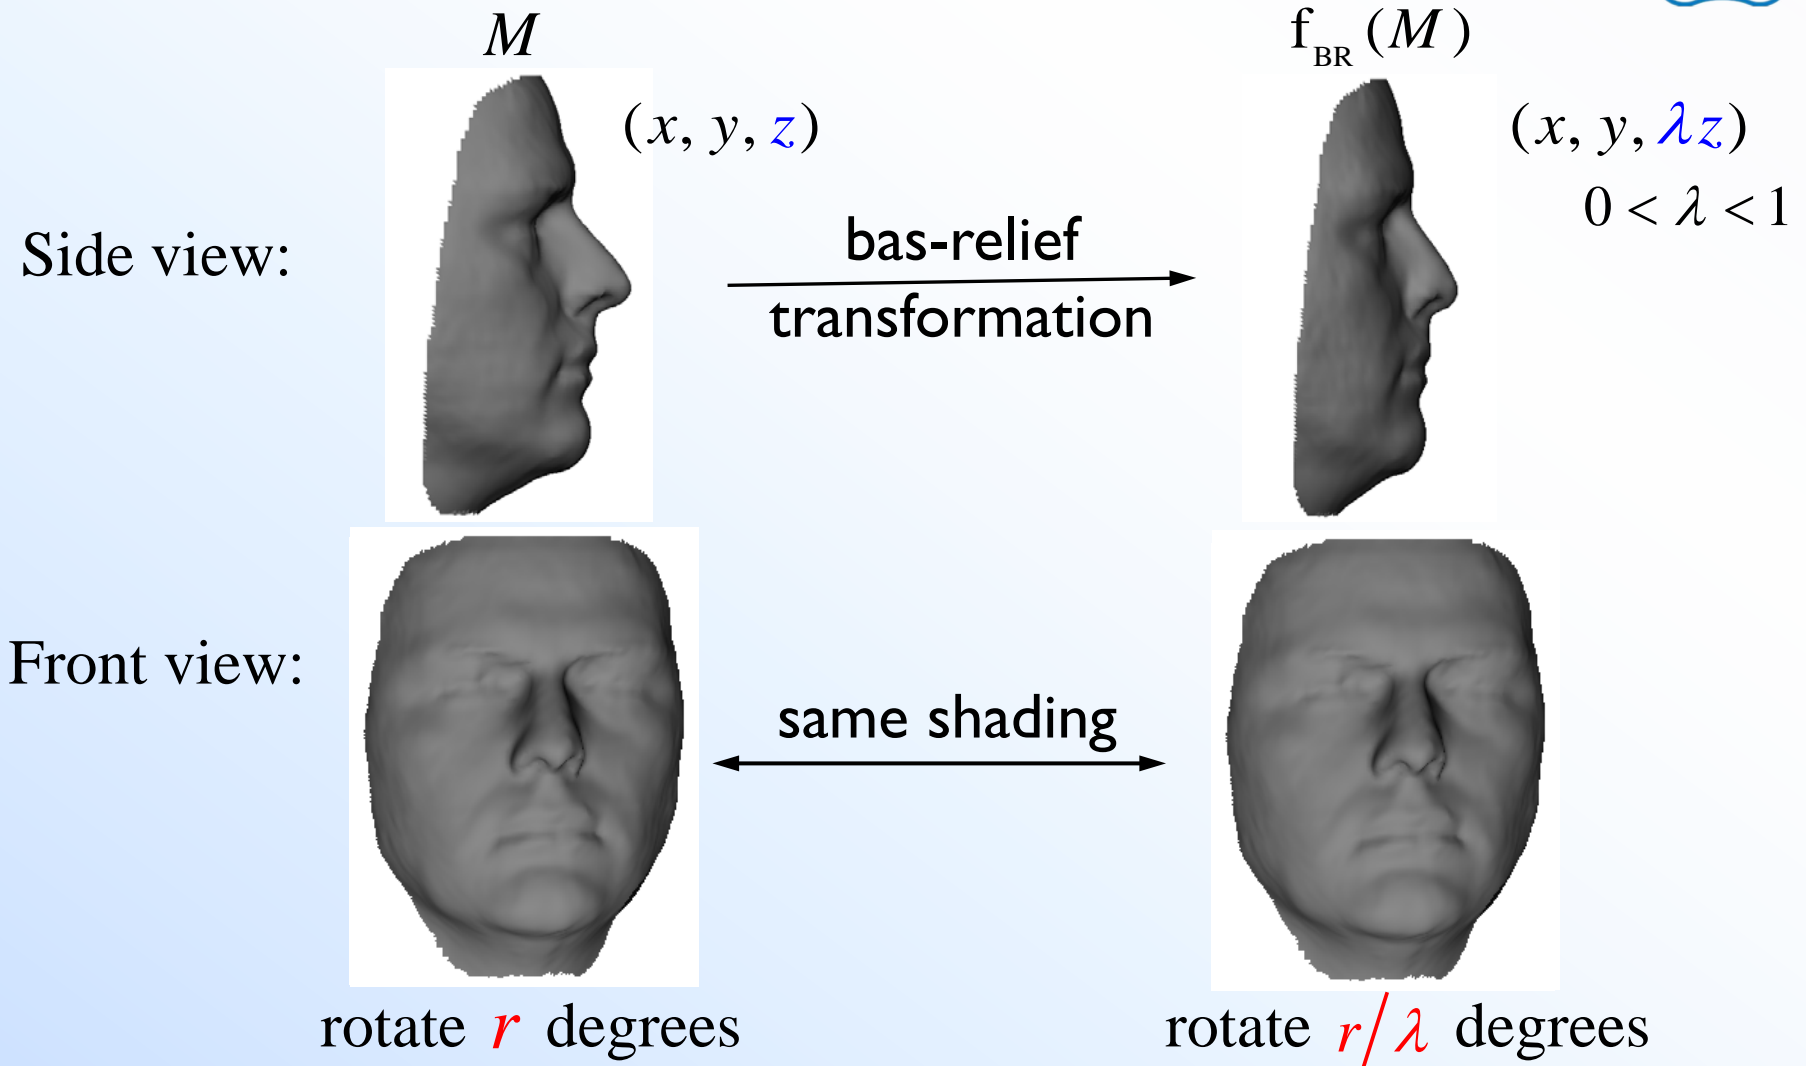 M
f_BR (M)
(x, y, z)
(x, y, λz)
0 < λ < 1
Side view:
bas-relief
transformation
Front view:
same shading
rotate r degrees
rotate r/λ degrees